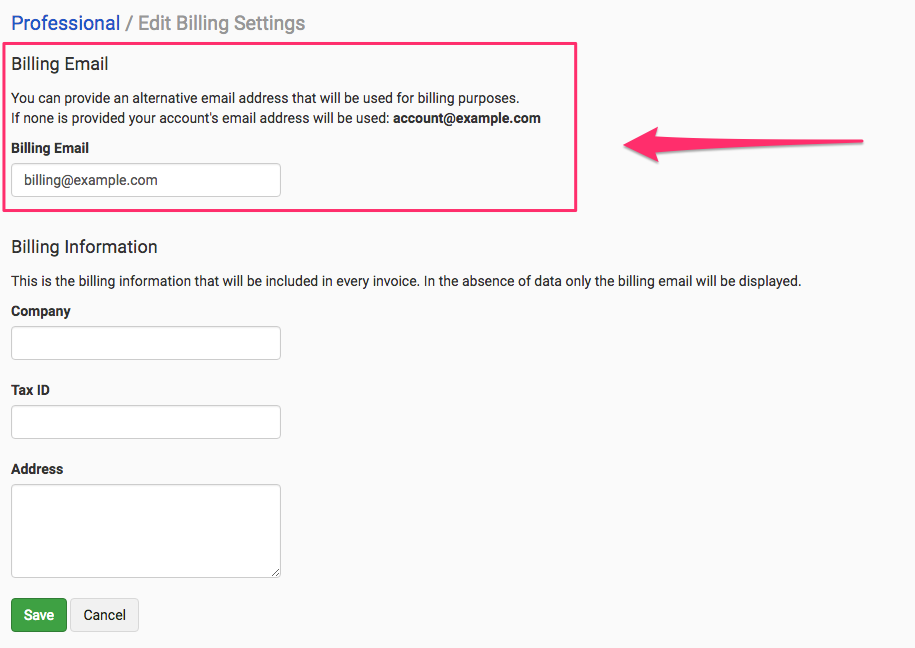 Professional / Edit Billing Settings
Billing Email
You can provide an alternative email address that will be used for billing purposes.
If none is provided your account's email address will be used: account@example.com
Billing Email
billing@example.com
Billing Information
This is the billing information that will be included in every invoice. In the absence of data only the billing email will be displayed.
Company
Tax ID
Address
Save Cancel